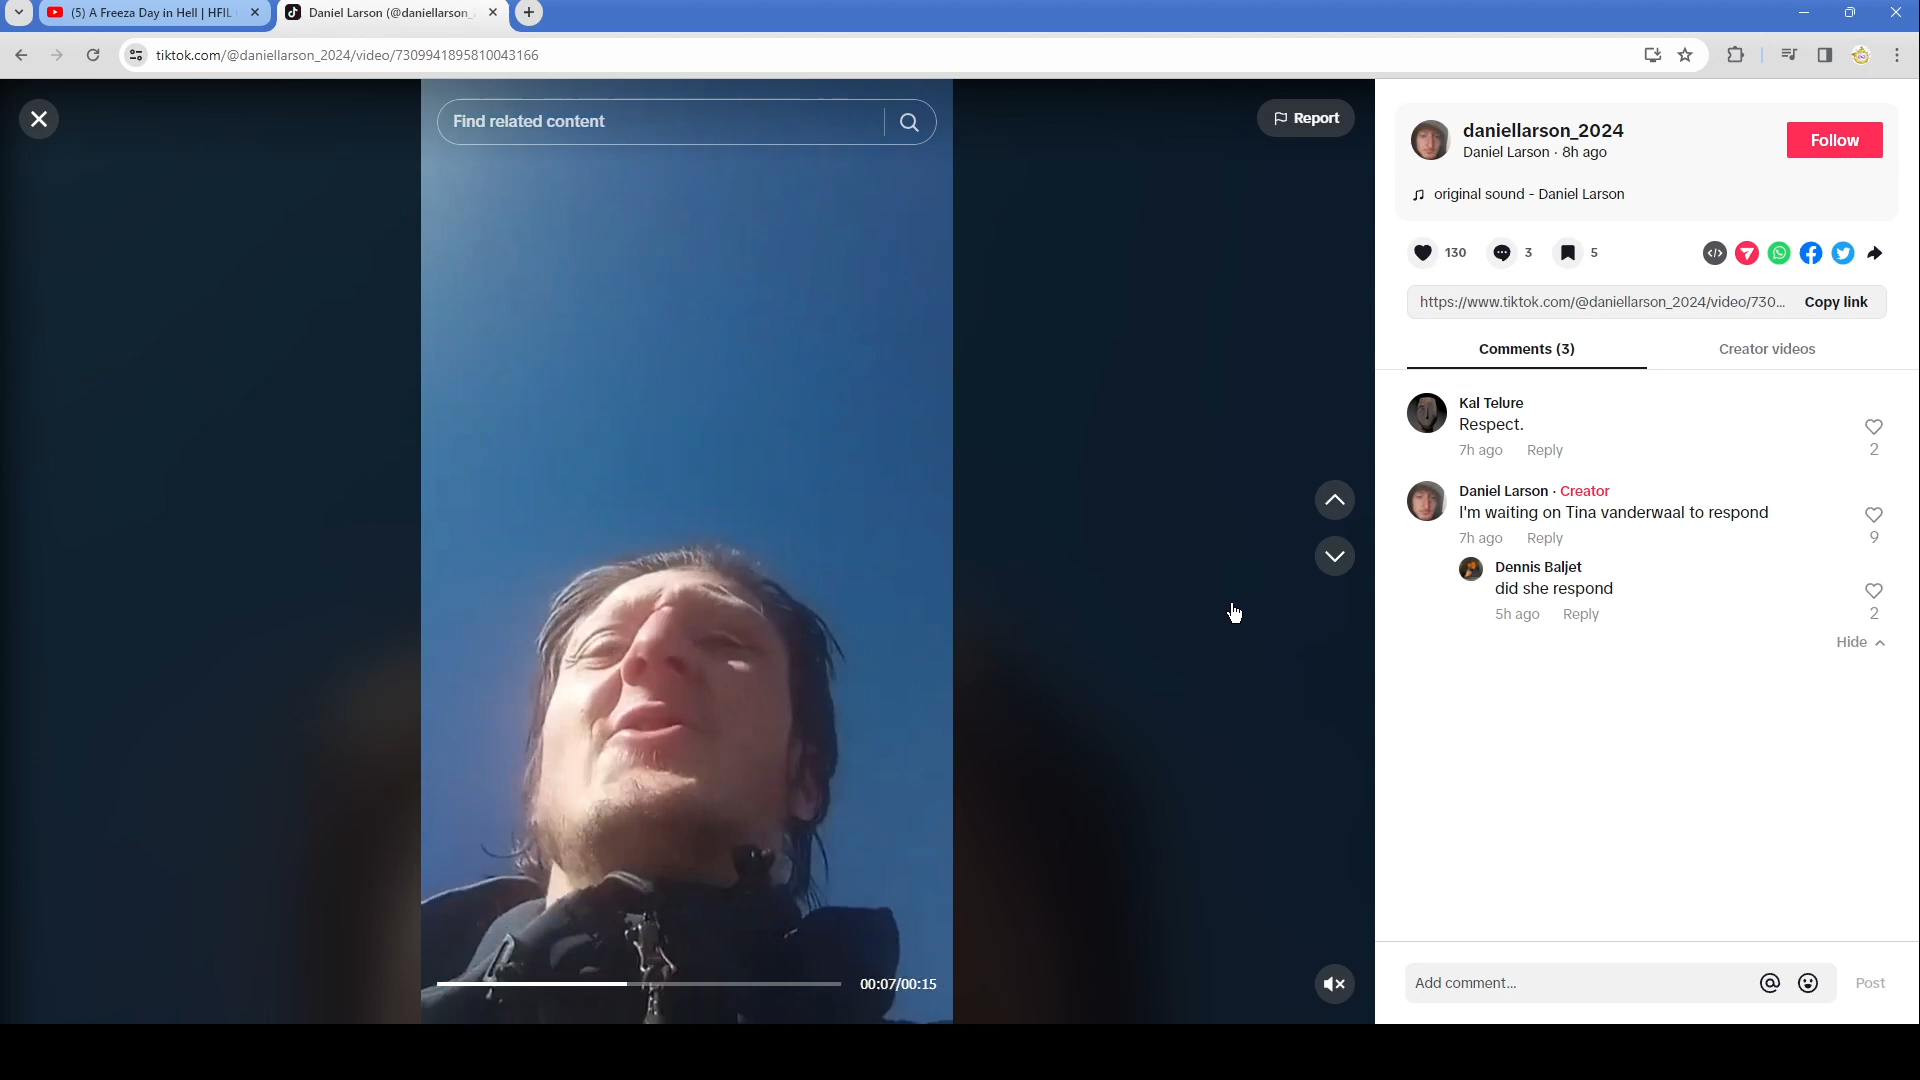 (5) A Freeza Day in Hell | HFIL
Daniel Larson (@daniellarson_
tiktok.com/@daniellarson_2024/video/7309941895810043166
Find related content
Report
daniellarson_2024
Daniel Larson · 8h ago
Follow
original sound - Daniel Larson
130
3
5
https://www.tiktok.com/@daniellarson_2024/video/730...
Copy link
Comments (3)
Creator videos
Kal Telure
Respect.
7h ago Reply
2
Daniel Larson · Creator
I'm waiting on Tina vanderwaal to respond
7h ago Reply
9
Dennis Baljet
did she respond
5h ago Reply
2
Hide
00:07/00:15
Add comment...
Post